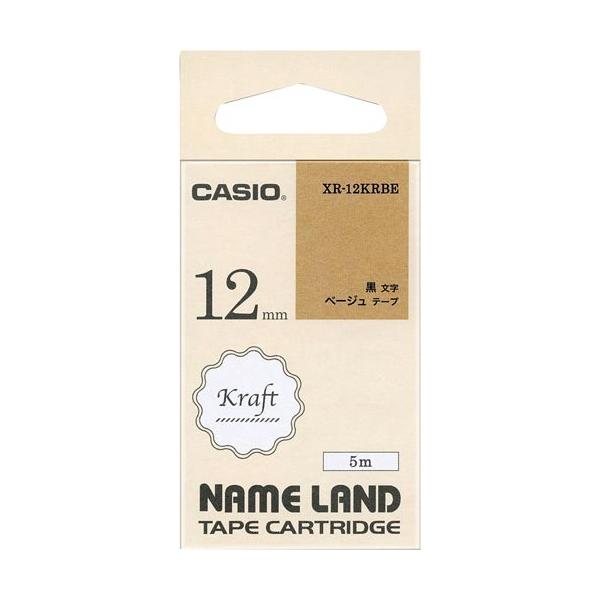 CASIO®
XR-12KRBE
黒 文字
ベージュ テープ
12mm
Kraft
5m
NAME LAND
TAPE CARTRIDGE